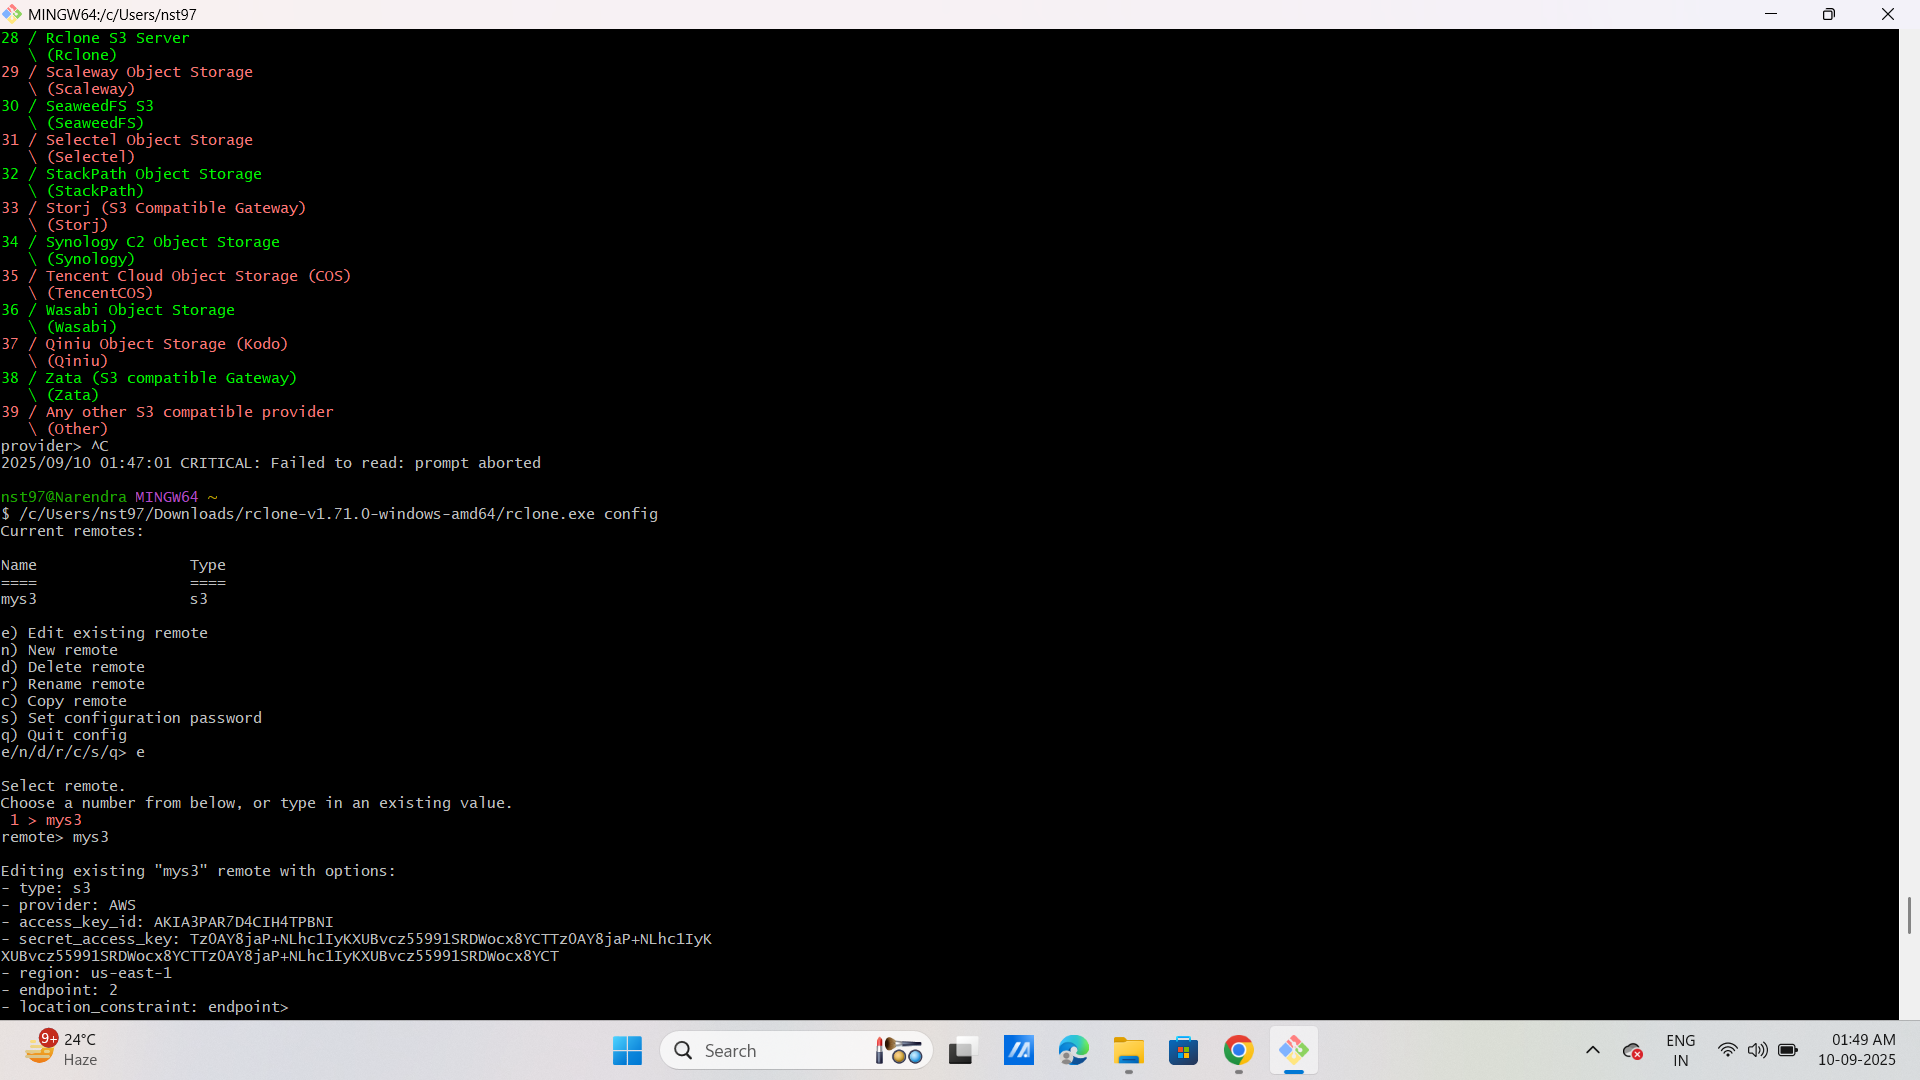 MINGW64:/c/Users/nst97
28 / Rclone S3 Server
\ (Rclone)
29 / Scaleway Object Storage
\ (Scaleway)
30 / SeaweedFS S3
\ (SeaweedFS)
31 / Selectel Object Storage
\ (Selectel)
32 / StackPath Object Storage
\ (StackPath)
33 / Storj (S3 Compatible Gateway)
\ (Storj)
34 / Synology C2 Object Storage
\ (Synology)
35 / Tencent Cloud Object Storage (COS)
\ (TencentCOS)
36 / Wasabi Object Storage
\ (Wasabi)
37 / Qiniu Object Storage (Kodo)
\ (Qiniu)
38 / Zata (S3 compatible Gateway)
\ (Zata)
39 / Any other S3 compatible provider
\ (Other)
provider> ^C
2025/09/10 01:47:01 CRITICAL: Failed to read: prompt aborted
nst97@Narendra MINGW64 ~
$ /c/Users/nst97/Downloads/rclone-v1.71.0-windows-amd64/rclone.exe config
Current remotes:
Name Type
==== ====
mys3 s3
e) Edit existing remote
n) New remote
d) Delete remote
r) Rename remote
c) Copy remote
s) Set configuration password
q) Quit config
e/n/d/r/c/s/q> e
Select remote.
Choose a number from below, or type in an existing value.
1 > mys3
remote> mys3
Editing existing "mys3" remote with options:
- type: s3
- provider: AWS
- access_key_id: AKIA3PAR7D4CIH4TPBNI
- secret_access_key: TzOAY8jaP+NLhc1IyKXUBvcz55991SRDWocx8YCTTzOAY8jaP+NLhc1IyK
XUBvcz55991SRDWocx8YCTTzOAY8jaP+NLhc1IyKXUBvcz55991SRDWocx8YCT
- region: us-east-1
- endpoint: 2
- location_constraint: endpoint>
9+
24°C
Haze
Search
ENG
IN
01:49 AM
10-09-2025